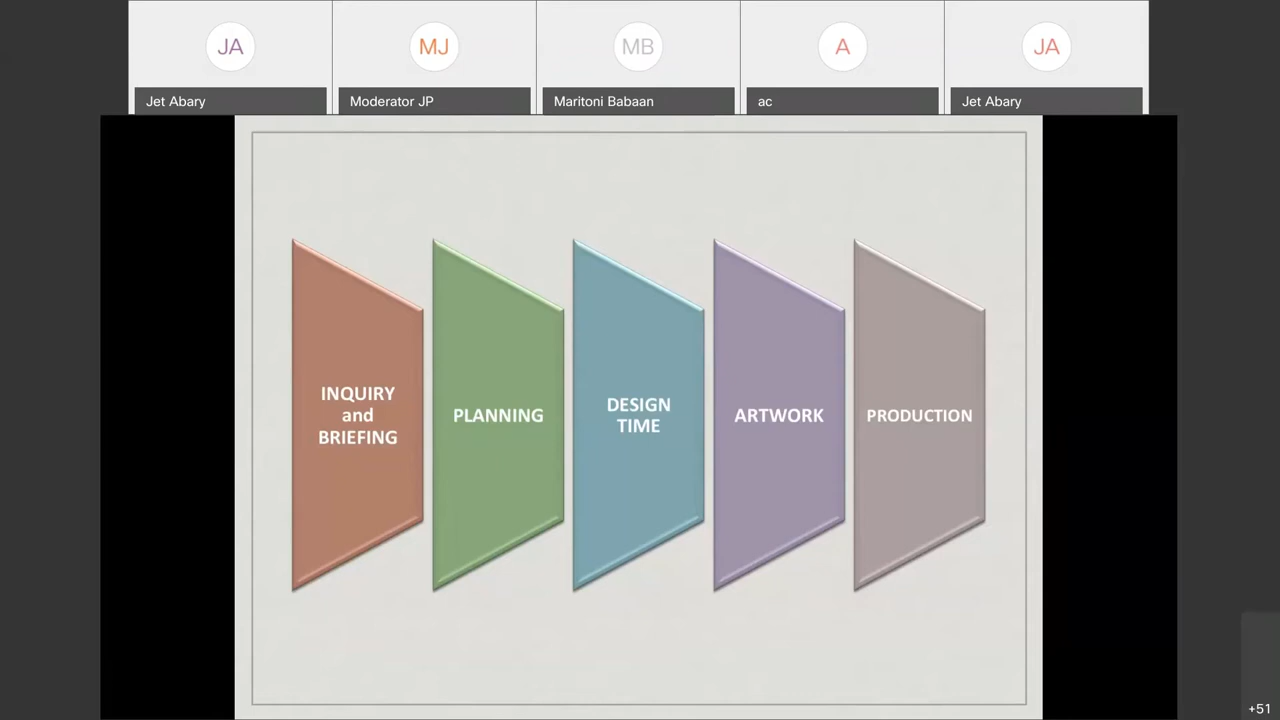 JA
MJ
MB
A
JA
Jet Abary
Moderator JP
Maritoni Babaan
ac
Jet Abary
INQUIRY
and
BRIEFING
PLANNING
DESIGN
TIME
ARTWORK
PRODUCTION
+51